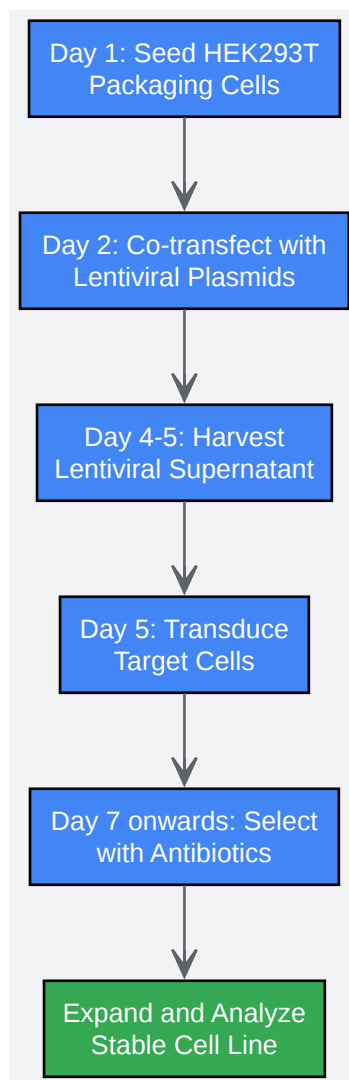 Day 1: Seed HEK293T
Packaging Cells
Day 2: Co-transfect with
Lentiviral Plasmids
Day 4-5: Harvest
Lentiviral Supernatant
Day 5: Transduce
Target Cells
Day 7 onwards: Select
with Antibiotics
Expand and Analyze
Stable Cell Line